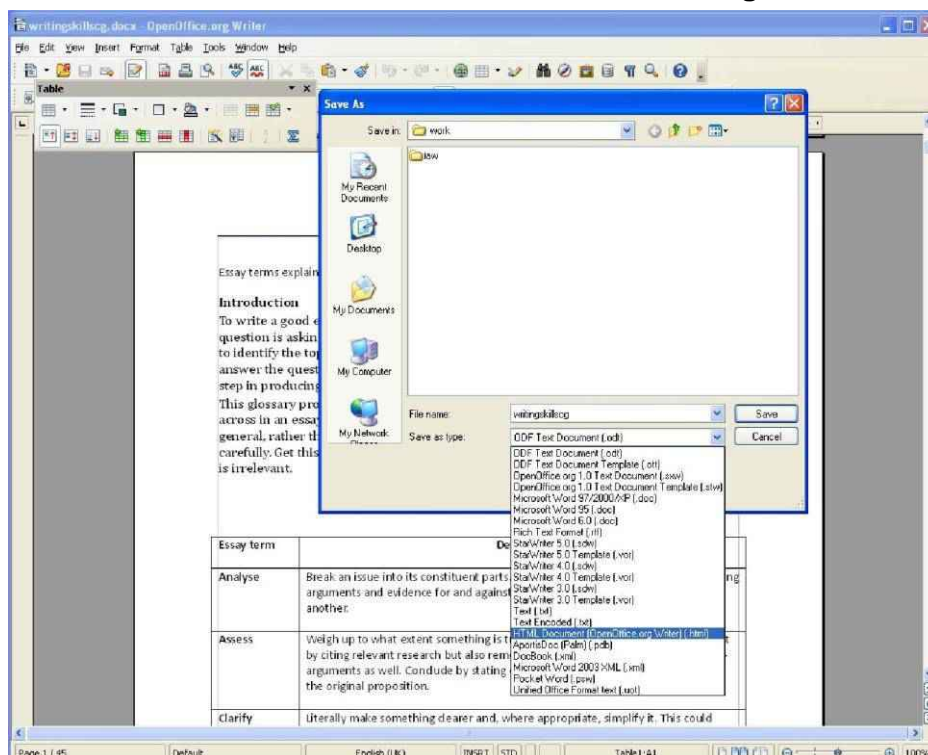 writingskillscg.docx - OpenOffice.org Writer
File Edit View Insert Format Table Tools Window Help
Table
Save As
Save in:
work
law
My Recent
Documents
Desktop
My Documents
My Computer
My Network
File name:
writingskillscg
Save
Save as type:
ODF Text Document (.odt)
Cancel
ODF Text Document (.odt)
ODF Text Document Template (.ott)
OpenOffice.org 1.0 Text Document (.sxw)
OpenOffice.org 1.0 Text Document Template (.stw)
Microsoft Word 97/2000/XP (.doc)
Microsoft Word 95 (.doc)
Microsoft Word 6.0 (.doc)
Rich Text Format (.rtf)
StarWriter 5.0 (.sdw)
StarWriter 5.0 Template (.vor)
StarWriter 4.0 (.sdw)
StarWriter 4.0 Template (.vor)
StarWriter 3.0 (.sdw)
StarWriter 3.0 Template (.vor)
Text (.txt)
Text Encoded (.txt)
HTML Document (OpenOffice.org Writer) (.html)
AportisDoc (Palm) (.pdb)
DocBook (.xml)
Microsoft Word 2003 XML (.xml)
Pocket Word (.psw)
Unified Office Format text (.uot)
Essay terms explain
Introduction
To write a good e
question is askin
to identify the to
answer the quest
step in producing
This glossary pro
across in an essay
general, rather th
carefully. Get this
is irrelevant.
Essay term
De
Analyse
Break an issue into its constituent parts. ng
arguments and evidence for and against
another.
Assess
Weigh up to what extent something is t
by citing relevant research but also rem
arguments as well. Conclude by stating
the original proposition.
Clarify
Literally make something clearer and, where appropriate, simplify it. This could
Page 1 / 45 Default English (UK) INSRT STD Table1:A1 100%